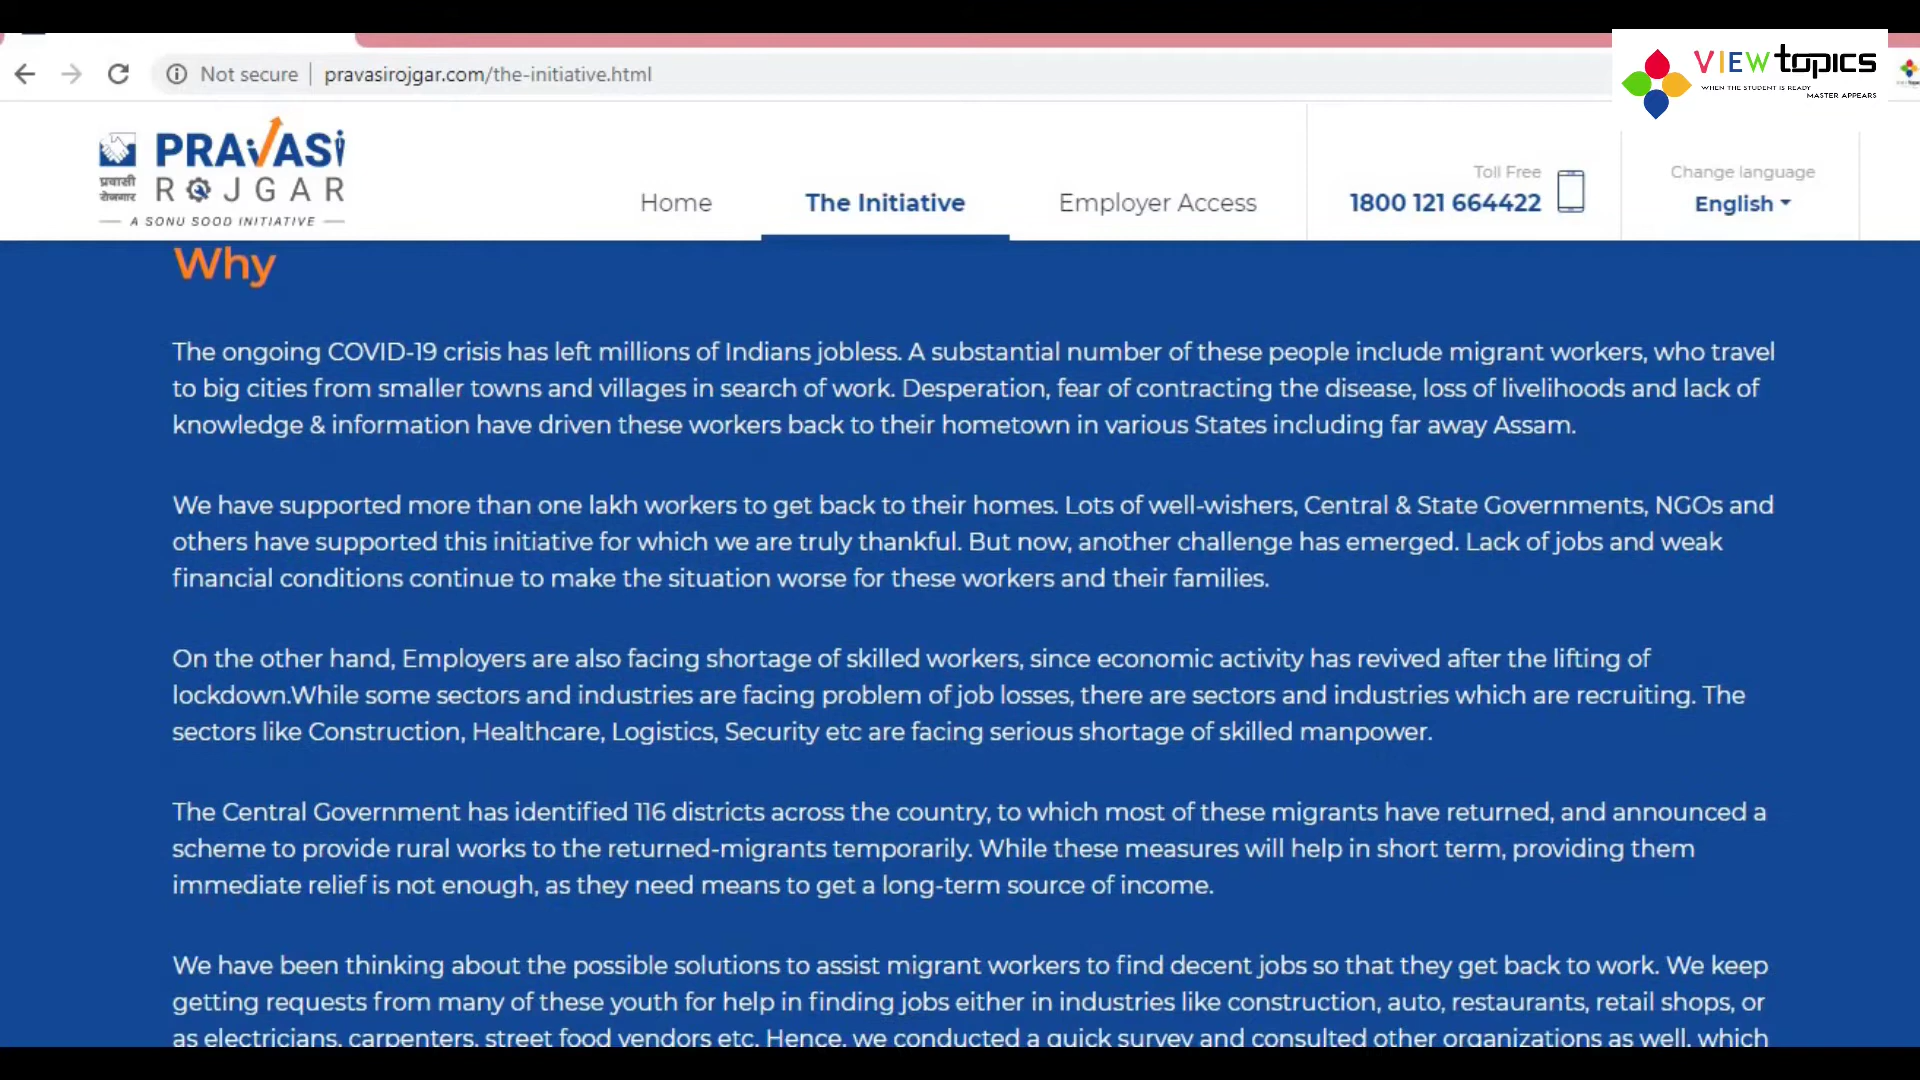 Not secure
pravasirojgar.com/the-initiative.html
VIEW topics
WHEN THE STUDENT IS READY
MASTER APPEARS
PRAVASI
प्रवासी
रोजगार
ROJGAR
A SONU SOOD INITIATIVE
Home
The Initiative
Employer Access
Toll Free
1800 121 664422
Change language
English
Why
The ongoing COVID-19 crisis has left millions of Indians jobless. A substantial number of these people include migrant workers, who travel
to big cities from smaller towns and villages in search of work. Desperation, fear of contracting the disease, loss of livelihoods and lack of
knowledge & information have driven these workers back to their hometown in various States including far away Assam.
We have supported more than one lakh workers to get back to their homes. Lots of well-wishers, Central & State Governments, NGOs and
others have supported this initiative for which we are truly thankful. But now, another challenge has emerged. Lack of jobs and weak
financial conditions continue to make the situation worse for these workers and their families.
On the other hand, Employers are also facing shortage of skilled workers, since economic activity has revived after the lifting of
lockdown.While some sectors and industries are facing problem of job losses, there are sectors and industries which are recruiting. The
sectors like Construction, Healthcare, Logistics, Security etc are facing serious shortage of skilled manpower.
The Central Government has identified 116 districts across the country, to which most of these migrants have returned, and announced a
scheme to provide rural works to the returned-migrants temporarily. While these measures will help in short term, providing them
immediate relief is not enough, as they need means to get a long-term source of income.
We have been thinking about the possible solutions to assist migrant workers to find decent jobs so that they get back to work. We keep
getting requests from many of these youth for help in finding jobs either in industries like construction, auto, restaurants, retail shops, or
as electricians, carpenters, street food vendors etc. Hence, we conducted a quick survey and consulted other organizations as well, which